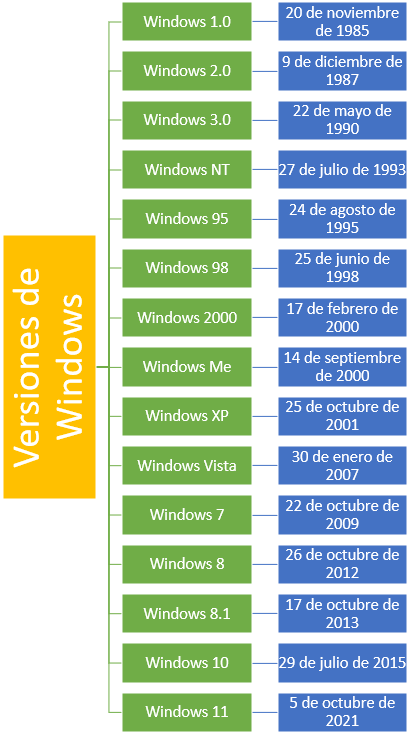 Versiones de
Windows
Windows 1.0
20 de noviembre
de 1985
Windows 2.0
9 de diciembre de
1987
Windows 3.0
22 de mayo de
1990
Windows NT
27 de julio de 1993
Windows 95
24 de agosto de
1995
Windows 98
25 de junio de
1998
Windows 2000
17 de febrero de
2000
Windows Me
14 de septiembre
de 2000
Windows XP
25 de octubre de
2001
Windows Vista
30 de enero de
2007
Windows 7
22 de octubre de
2009
Windows 8
26 de octubre de
2012
Windows 8.1
17 de octubre de
2013
Windows 10
29 de julio de 2015
Windows 11
5 de octubre de
2021